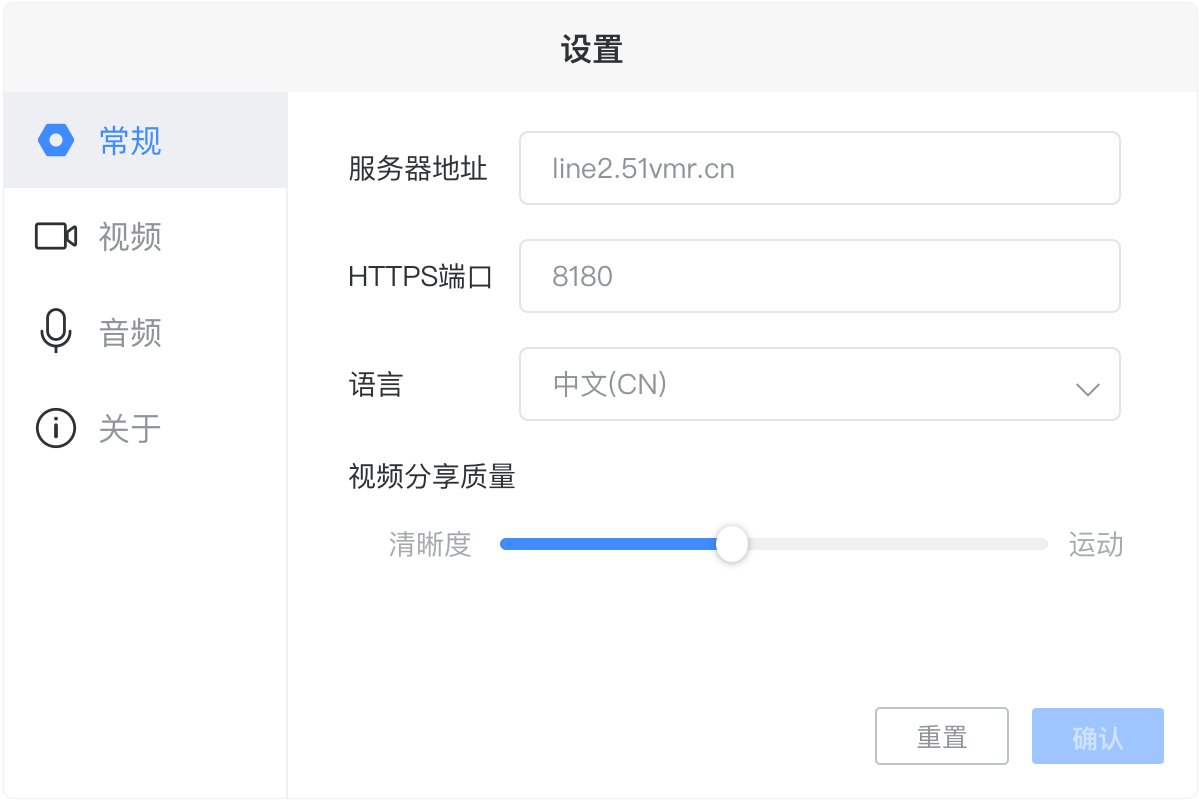 设置
常规
视频
音频
关于
服务器地址 line2.51vmr.cn
HTTPS端口 8180
语言 中文(CN)
视频分享质量
清晰度 运动
重置 确认